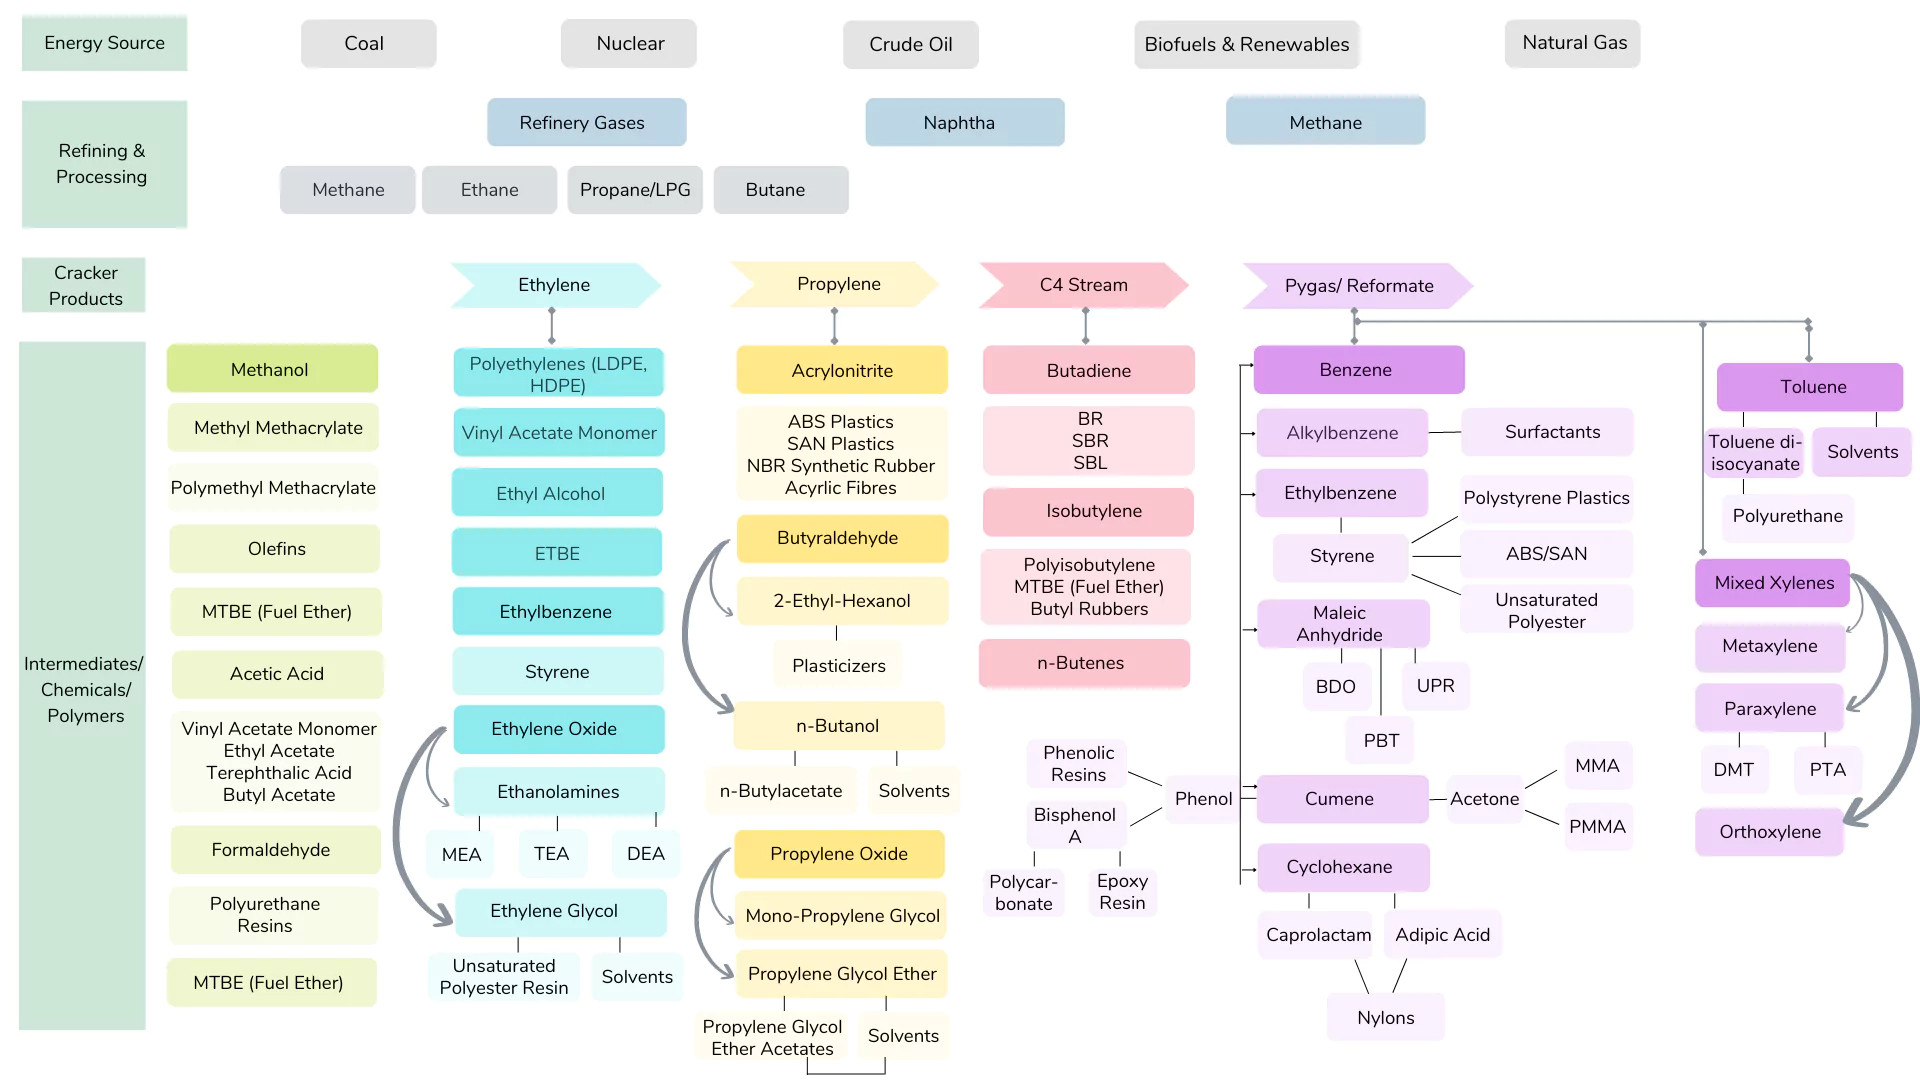 Energy Source
Coal
Nuclear
Crude Oil
Biofuels & Renewables
Natural Gas
Refining &
Processing
Refinery Gases
Naphtha
Methane
Methane
Ethane
Propane/LPG
Butane
Cracker
Products
Ethylene
Propylene
C4 Stream
Pygas/ Reformate
Intermediates/
Chemicals/
Polymers
Methanol
Methyl Methacrylate
Polymethyl Methacrylate
Olefins
MTBE (Fuel Ether)
Acetic Acid
Vinyl Acetate Monomer
Ethyl Acetate
Terephthalic Acid
Butyl Acetate
Formaldehyde
Polyurethane
Resins
MTBE (Fuel Ether)
Polyethylenes (LDPE,
HDPE)
Vinyl Acetate Monomer
Ethyl Alcohol
ETBE
Ethylbenzene
Styrene
Ethylene Oxide
Ethanolamines
MEA
TEA
DEA
Ethylene Glycol
Unsaturated
Polyester Resin
Solvents
Acrylonitrite
ABS Plastics
SAN Plastics
NBR Synthetic Rubber
Acyrlic Fibres
Butyraldehyde
2-Ethyl-Hexanol
Plasticizers
n-Butanol
n-Butylacetate
Solvents
Propylene Oxide
Mono-Propylene Glycol
Propylene Glycol Ether
Propylene Glycol
Ether Acetates
Solvents
Butadiene
BR
SBR
SBL
Isobutylene
Polyisobutylene
MTBE (Fuel Ether)
Butyl Rubbers
n-Butenes
Benzene
Alkylbenzene
Surfactants
Ethylbenzene
Styrene
Polystyrene Plastics
ABS/SAN
Unsaturated
Polyester
Maleic
Anhydride
BDO
UPR
PBT
Phenolic
Resins
Bisphenol
A
Phenol
Polycar-
bonate
Epoxy
Resin
Cumene
Acetone
MMA
PMMA
Cyclohexane
Caprolactam
Adipic Acid
Nylons
Toluene
Toluene di-
isocyanate
Solvents
Polyurethane
Mixed Xylenes
Metaxylene
Paraxylene
DMT
PTA
Orthoxylene